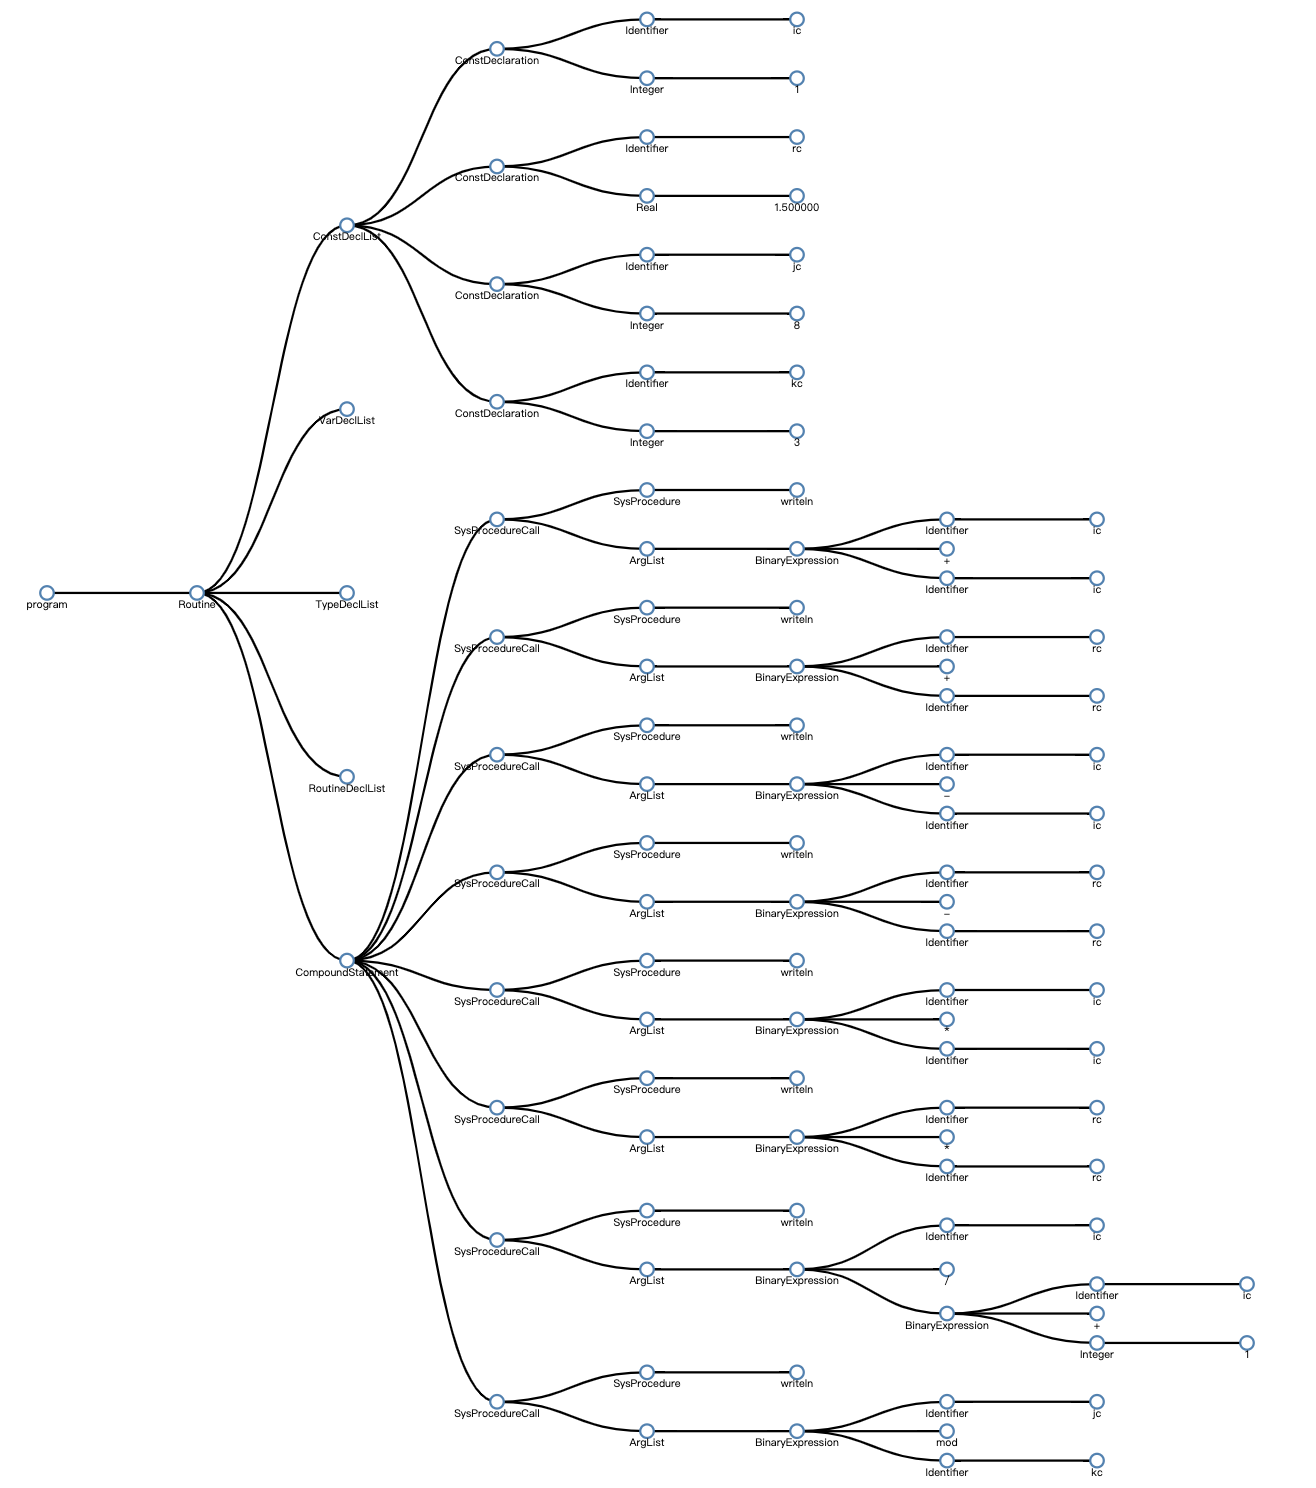 Identifier ic
ConstDeclaration
Integer 1
Identifier rc
ConstDeclaration
Real 1.500000
ConstDeclList
Identifier jc
ConstDeclaration
Integer 8
Identifier kc
VarDeclList ConstDeclaration
Integer 3
SysProcedure writeln
SysProcedureCall Identifier ic
ArgList BinaryExpression +
Identifier ic
program Routine TypeDeclList
SysProcedure writeln
SysProcedureCall Identifier rc
ArgList BinaryExpression +
Identifier rc
SysProcedure writeln
SysProcedureCall Identifier ic
RoutineDeclList
ArgList BinaryExpression -
Identifier ic
SysProcedure writeln
SysProcedureCall Identifier rc
ArgList BinaryExpression -
Identifier rc
CompoundStatement SysProcedure writeln
SysProcedureCall Identifier ic
ArgList BinaryExpression *
Identifier ic
SysProcedure writeln
SysProcedureCall Identifier rc
ArgList BinaryExpression *
Identifier rc
SysProcedure writeln
Identifier ic
SysProcedureCall
ArgList BinaryExpression /
Identifier ic
BinaryExpression +
Integer 1
SysProcedure writeln
SysProcedureCall Identifier jc
ArgList BinaryExpression mod
Identifier kc